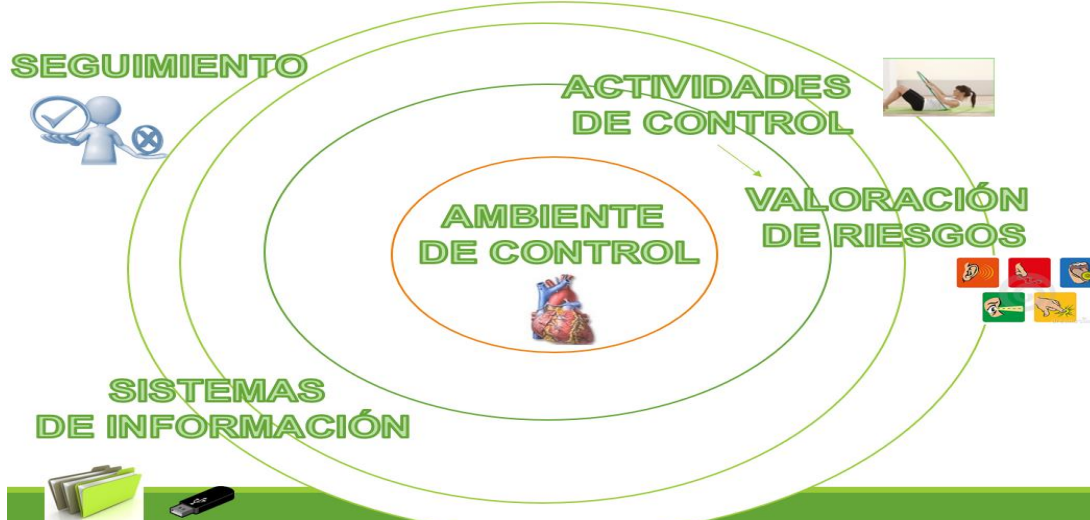 SEGUIMIENTO
ACTIVIDADES
DE CONTROL
VALORACIÓN
DE RIESGOS
AMBIENTE
DE CONTROL
SISTEMAS
DE INFORMACIÓN